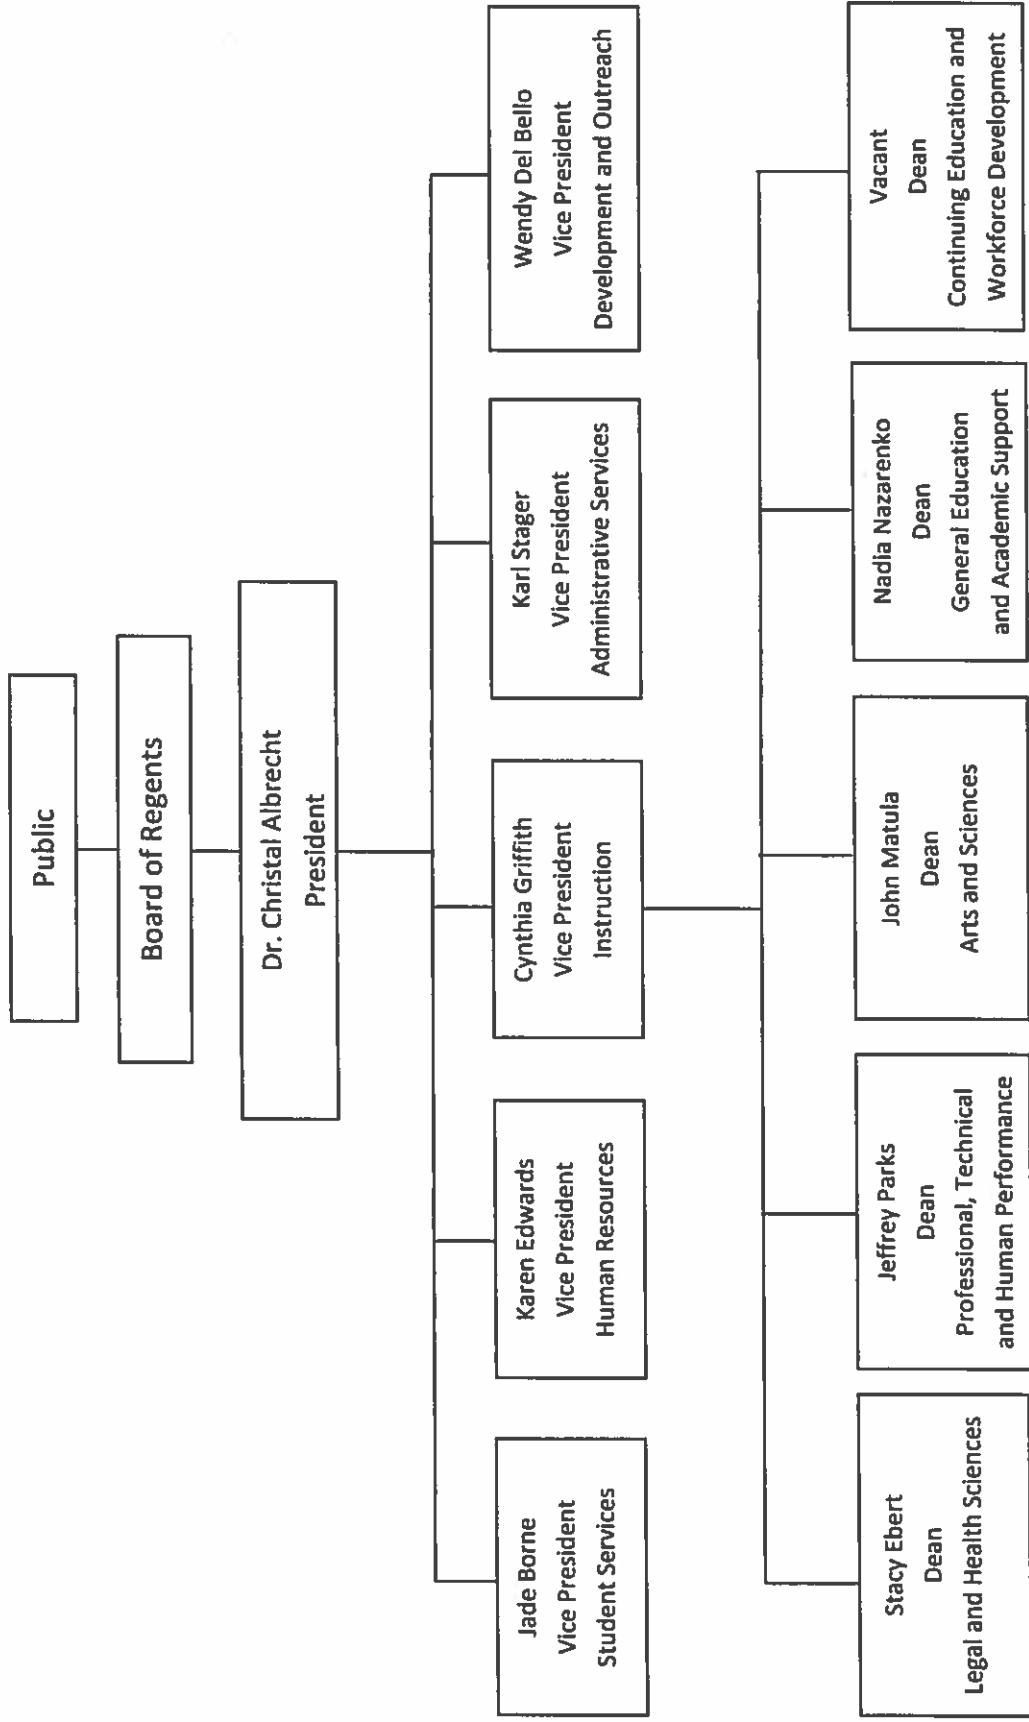 Public
Board of Regents
Dr. Christal Albrecht
President
Jade Borne
Vice President
Student Services
Karen Edwards
Vice President
Human Resources
Cynthia Griffith
Vice President
Instruction
Karl Stager
Vice President
Administrative Services
Wendy Del Bello
Vice President
Development and Outreach
Stacy Ebert
Dean
Legal and Health Sciences
Jeffrey Parks
Dean
Professional, Technical
and Human Performance
John Matula
Dean
Arts and Sciences
Nadia Nazarenko
Dean
General Education
and Academic Support
Vacant
Dean
Continuing Education and
Workforce Development